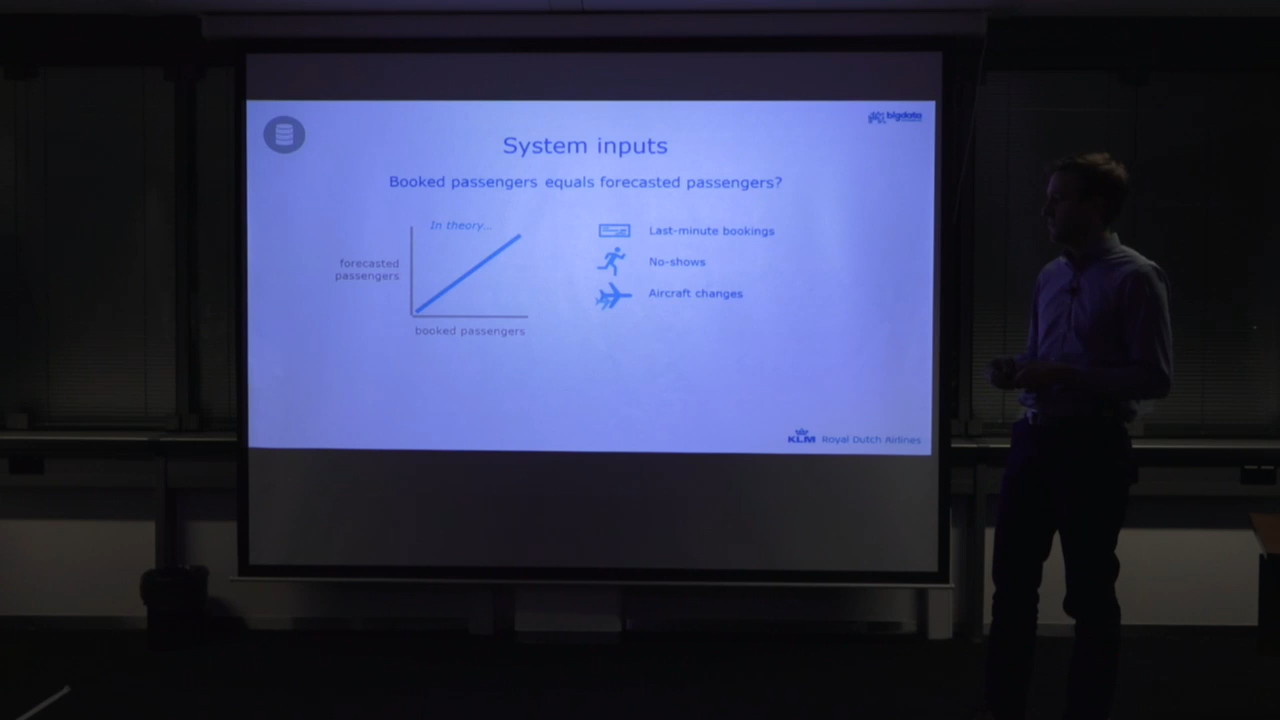 bigdata
System inputs
Booked passengers equals forecasted passengers?
In theory...
forecasted
passengers
booked passengers
Last-minute bookings
No-shows
Aircraft changes
KLM Royal Dutch Airlines